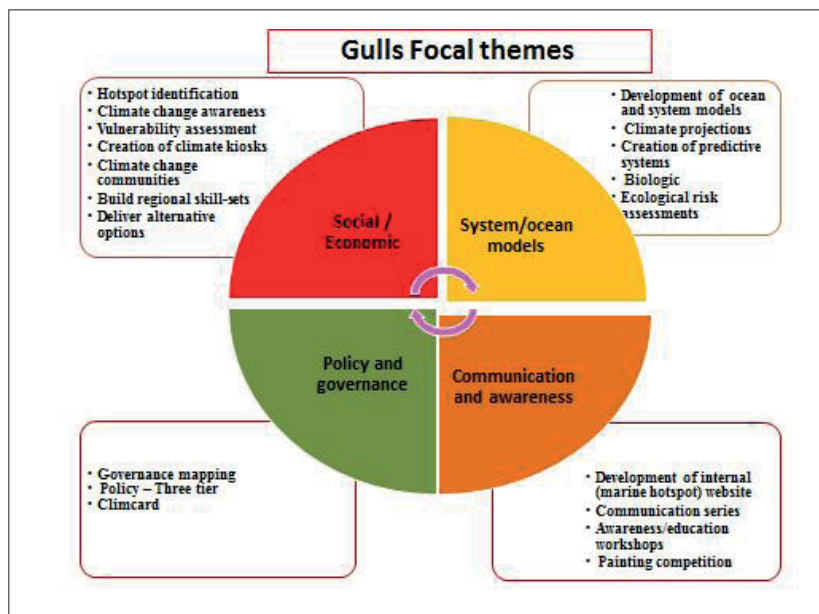 Gulls Focal themes
• Hotspot identification
• Climate change awareness
• Vulnerability assessment
• Creation of climate kiosks
• Climate change
communities
• Build regional skill-sets
• Deliver alternative
options
• Development of ocean
and system models
• Climate projections
• Creation of predictive
systems
• Biologic
• Ecological risk
assessments
Social /
Economic
System/ocean
models
Policy and
governance
Communication
and awareness
• Governance mapping
• Policy – Three tier
• Climcard
• Development of internal
(marine hotspot) website
• Communication series
• Awareness/education
workshops
• Painting competition